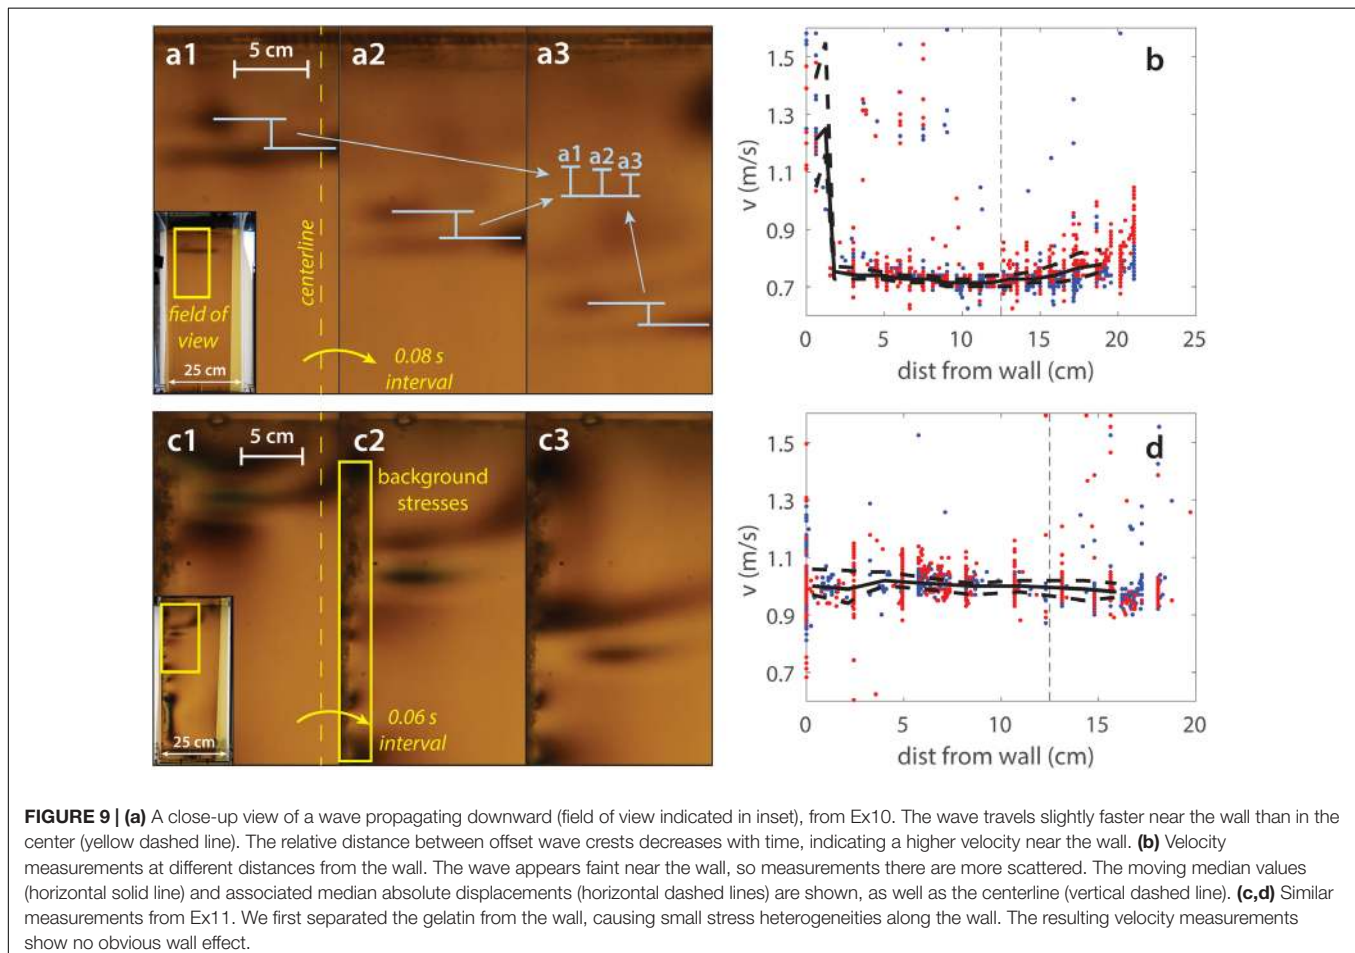 a1
5 cm
a2
a3
a1
a2
a3
centerline
field of
view
25 cm
0.08 s
interval
b
v (m/s)
1.5
1.3
1.1
0.9
0.7
0
5
10
15
20
25
dist from wall (cm)
c1
5 cm
c2
c3
background
stresses
25 cm
0.06 s
interval
d
v (m/s)
1.5
1.3
1.1
0.9
0.7
0
5
10
15
20
dist from wall (cm)
FIGURE 9 | (a) A close-up view of a wave propagating downward (field of view indicated in inset), from Ex10. The wave travels slightly faster near the wall than in the
center (yellow dashed line). The relative distance between offset wave crests decreases with time, indicating a higher velocity near the wall. (b) Velocity
measurements at different distances from the wall. The wave appears faint near the wall, so measurements there are more scattered. The moving median values
(horizontal solid line) and associated median absolute displacements (horizontal dashed lines) are shown, as well as the centerline (vertical dashed line). (c,d) Similar
measurements from Ex11. We first separated the gelatin from the wall, causing small stress heterogeneities along the wall. The resulting velocity measurements
show no obvious wall effect.